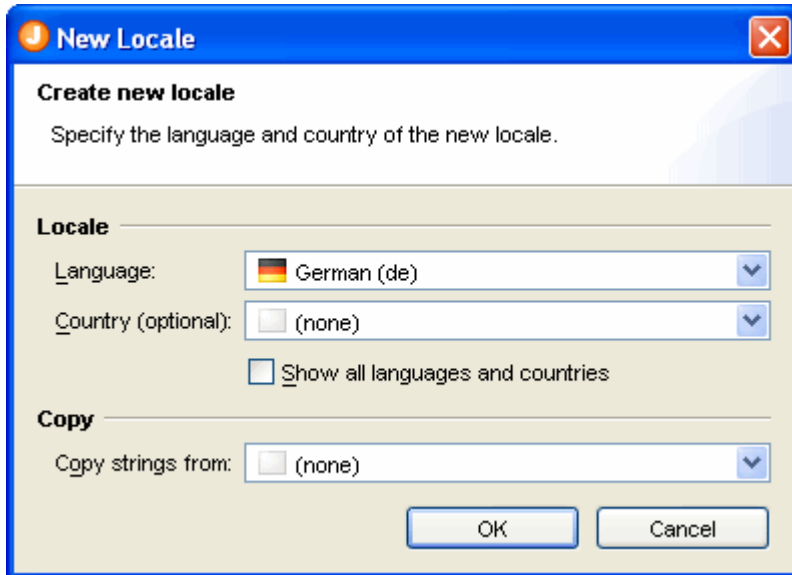 New Locale
Create new locale
Specify the language and country of the new locale.
Locale
Language: German (de)
Country (optional): (none)
Show all languages and countries
Copy
Copy strings from: (none)
OK Cancel